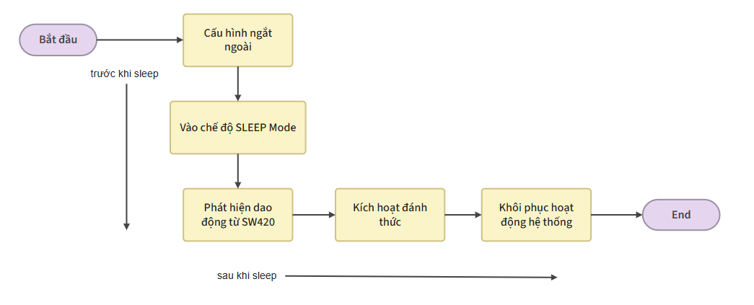 Bắt đầu
Cấu hình ngắt
ngoài
trước khi sleep
Vào chế độ SLEEP Mode
Phát hiện dao
động từ SW420
Kích hoạt đánh
thức
Khôi phục hoạt
động hệ thống
End
sau khi sleep